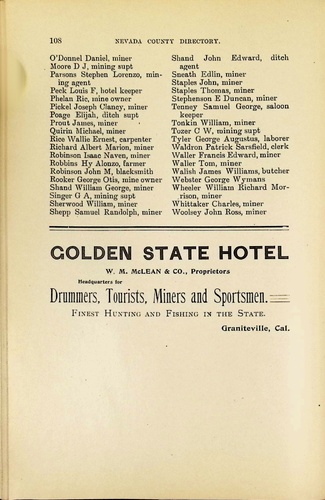 108 NEVADA COUNTY DIRECTORY.
O'Donnel Daniel, miner
Moore D J, mining supt
Parsons Stephen Lorenzo, min-
ing agent
Peck Louis F, hotel keeper
Phelan Ric, mine owner
Pickel Joseph Clancy, miner
Poage Elijah, ditch supt
Prout James, miner
Quirin Michael, miner
Rice Wallie Ernest, carpenter
Richard Albert Marion, miner
Robinson Isaac Naven, miner
Robbins Hy Alonzo, farmer
Robinson John M, blacksmith
Rooker George Otis, mine owner
Shand William George, miner
Singer G A, mining supt
Sherwood William, miner
Shepp Samuel Randolph, miner
Shand John Edward, ditch
agent
Sneath Edlin, miner
Staples John, miner
Staples Thomas, miner
Stephenson E Duncan, miner
Tenney Samuel George, saloon
keeper
Tonkin William, miner
Tozer C W, mining supt
Tyler George Augustus, laborer
Waldron Patrick Sarsfield, clerk
Waller Francis Edward, miner
Waller Tom, miner
Walish James Williams, butcher
Webster George Wymans
Wheeler William Richard Mor-
rison, miner
Whittaker Charles, miner
Woolsey John Ross, miner
GOLDEN STATE HOTEL
W. M. McLEAN & CO., Proprietors
Headquarters for
Drummers, Tourists, Miners and Sportsmen.
FINEST HUNTING AND FISHING IN THE STATE.
Graniteville, Cal.